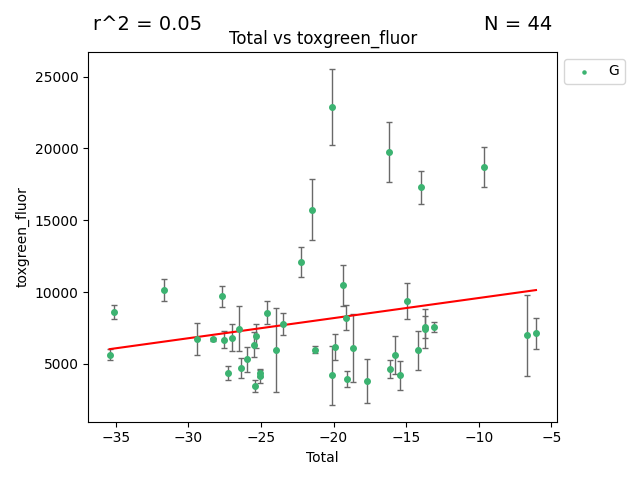 r^2 = 0.05
N = 44
Total vs toxgreen_fluor
G
25000
20000
15000
10000
5000
toxgreen_fluor
−35
−30
−25
−20
−15
−10
−5
Total